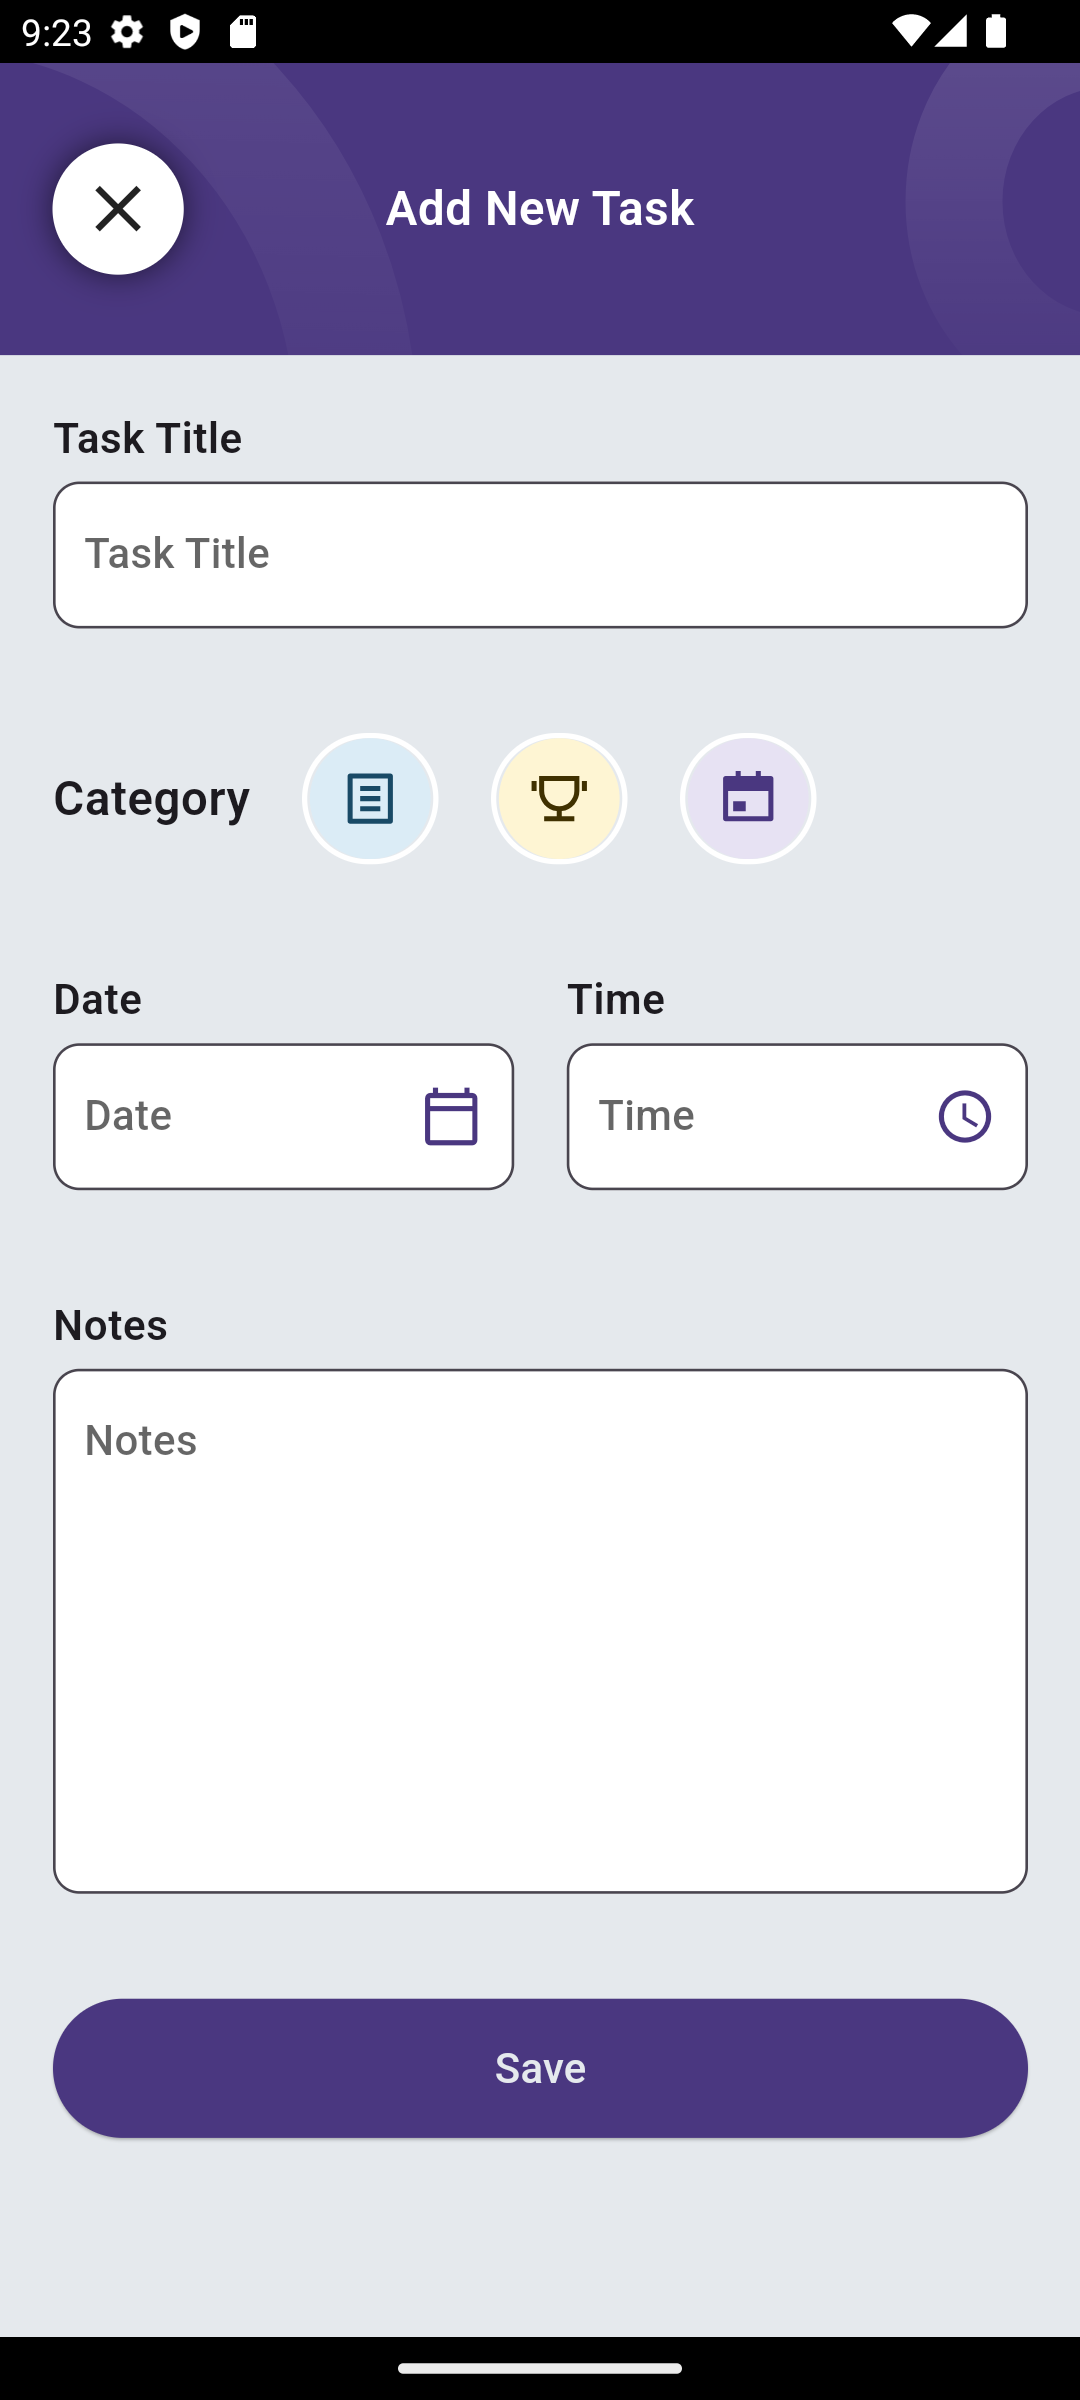 9:23
Add New Task
Task Title
Task Title
Category
Date
Time
Date
Time
Notes
Notes
Save